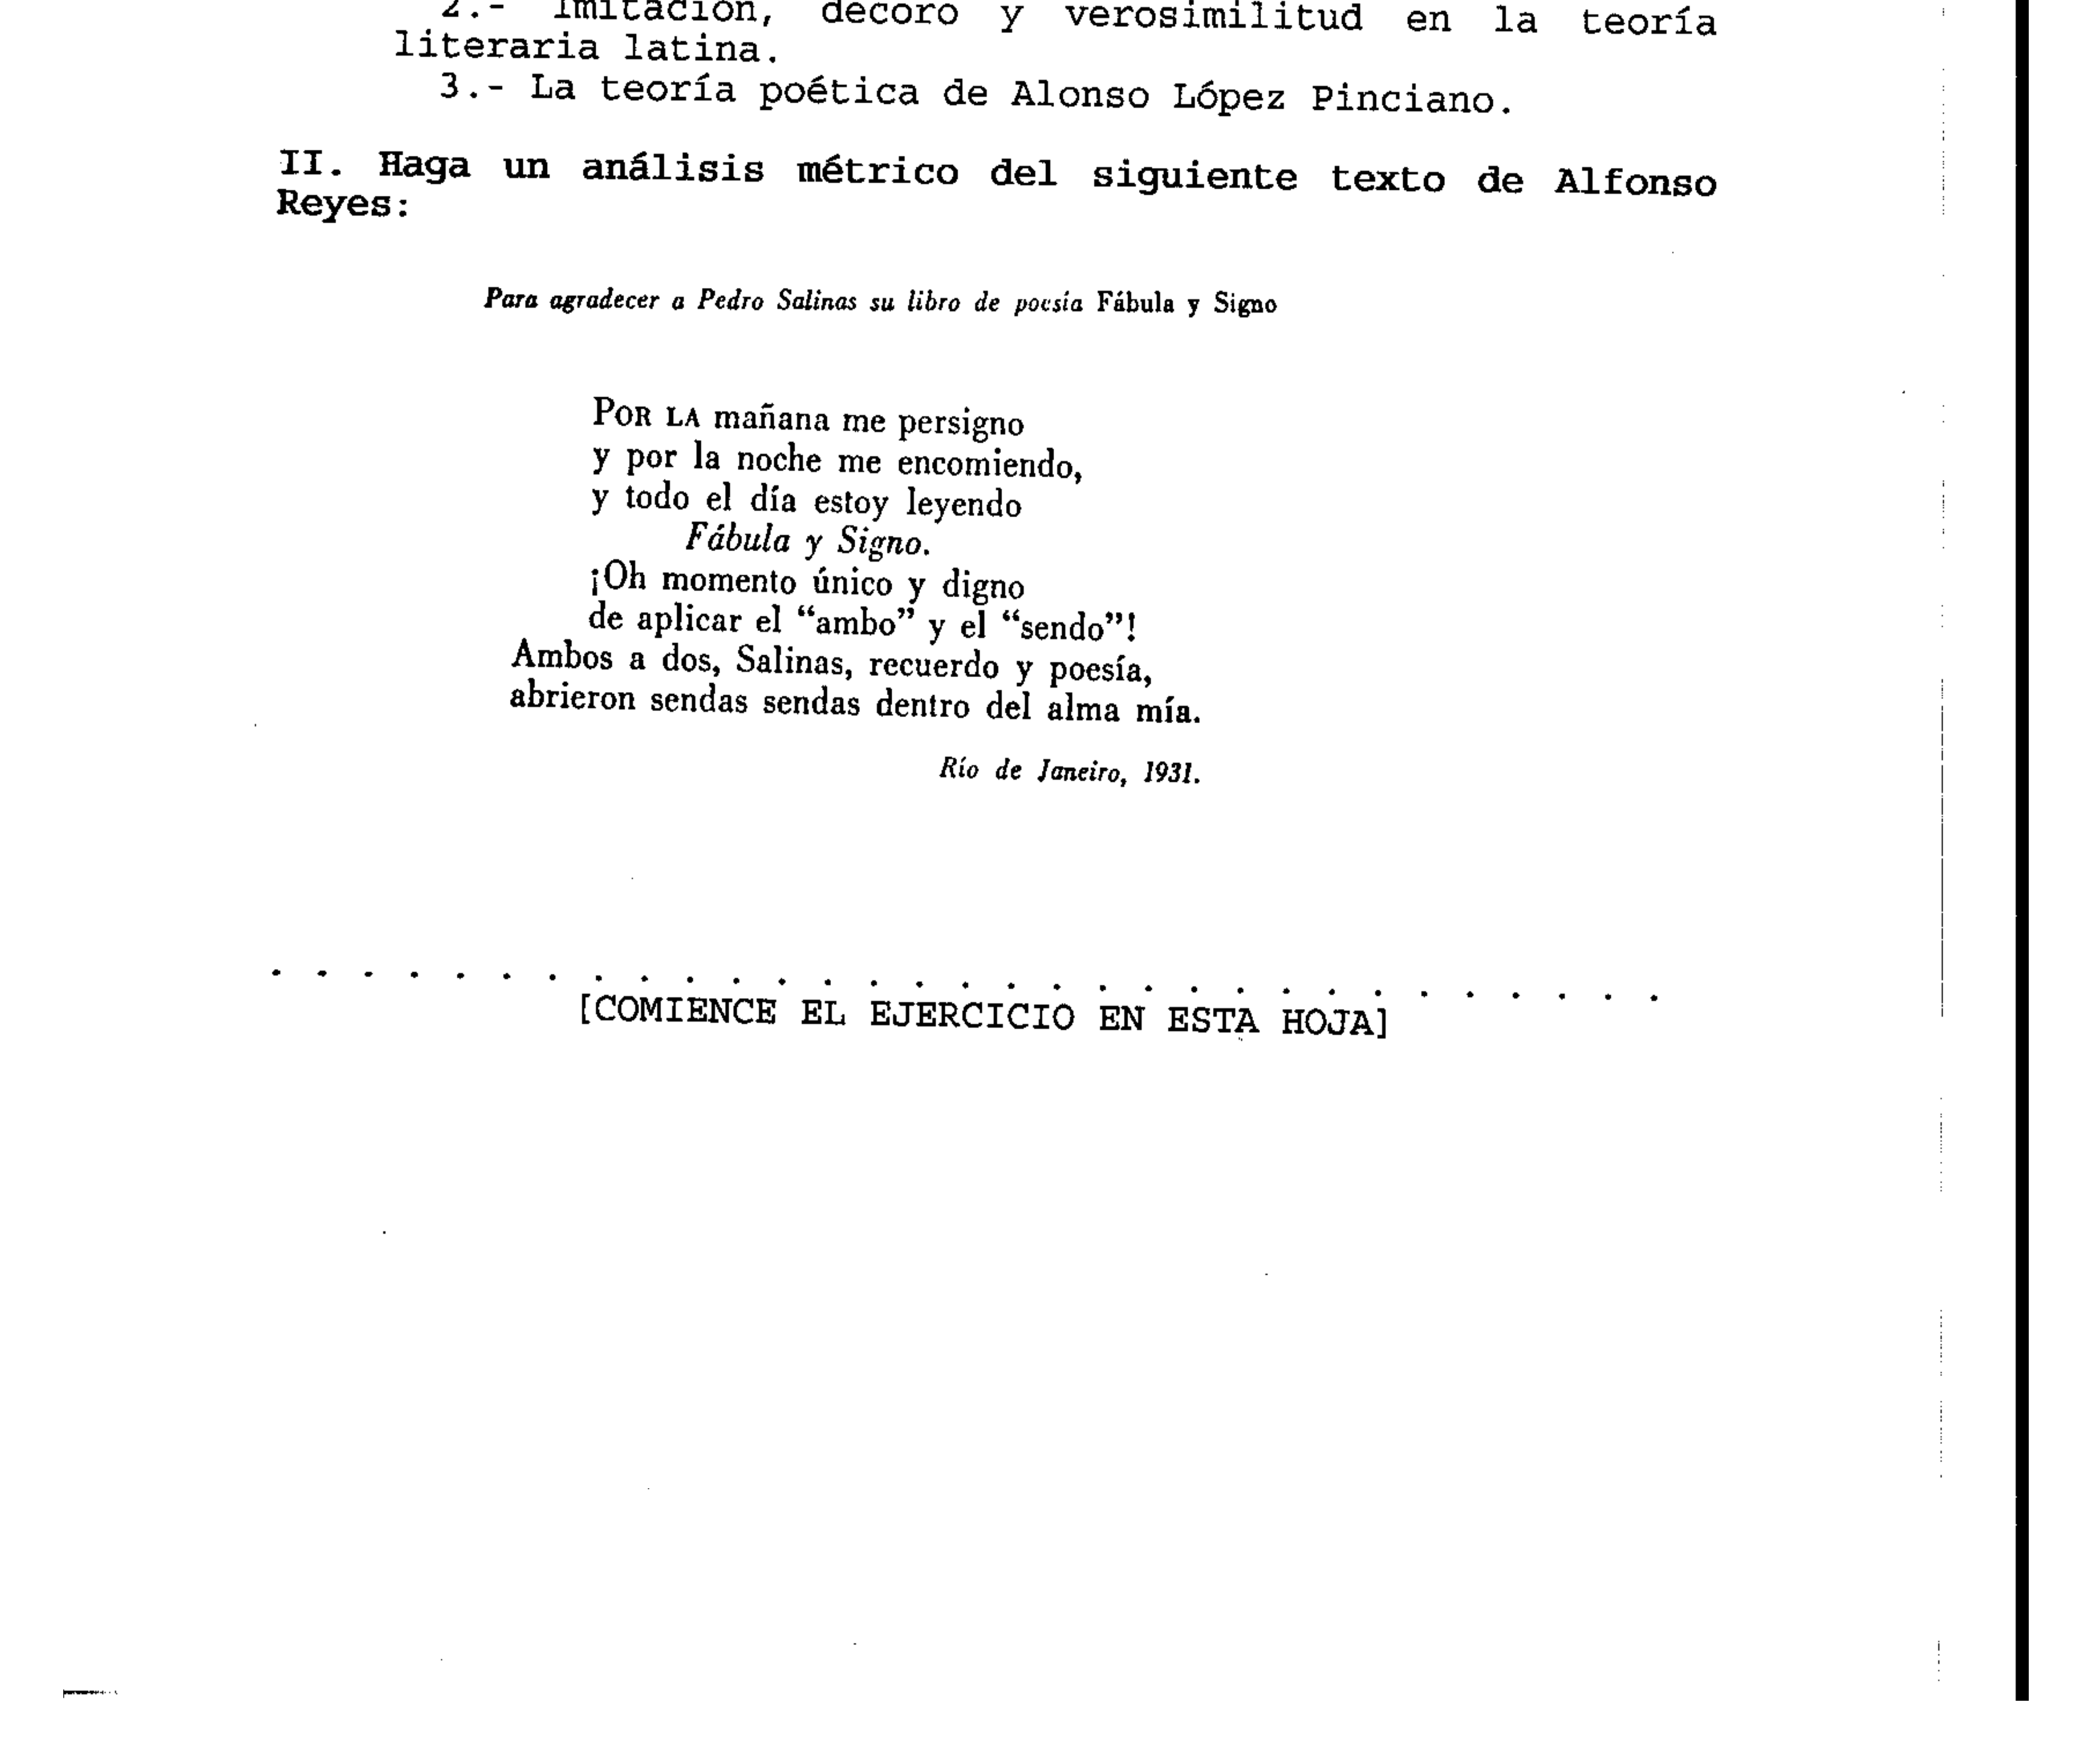 2.- Imitación, decoro y verosimilitud en la teoría
literaria latina.
3.- La teoría poética de Alonso López Pinciano.
II. Haga un análisis métrico del siguiente texto de Alfonso
Reyes:
Para agradecer a Pedro Salinas su libro de poesía Fábula y Signo
POR LA mañana me persigno
y por la noche me encomiendo,
y todo el día estoy leyendo
Fábula y Signo.
¡Oh momento único y digno
de aplicar el “ambo” y el “sendo”!
Ambos a dos, Salinas, recuerdo y poesía,
abrieron sendas sendas dentro del alma mía.
Río de Janeiro, 1931.
. . . . . . . . . . . . . . . . . . . . . . . . . . . . . . .
[COMIENCE EL EJERCICIO EN ESTA HOJA]